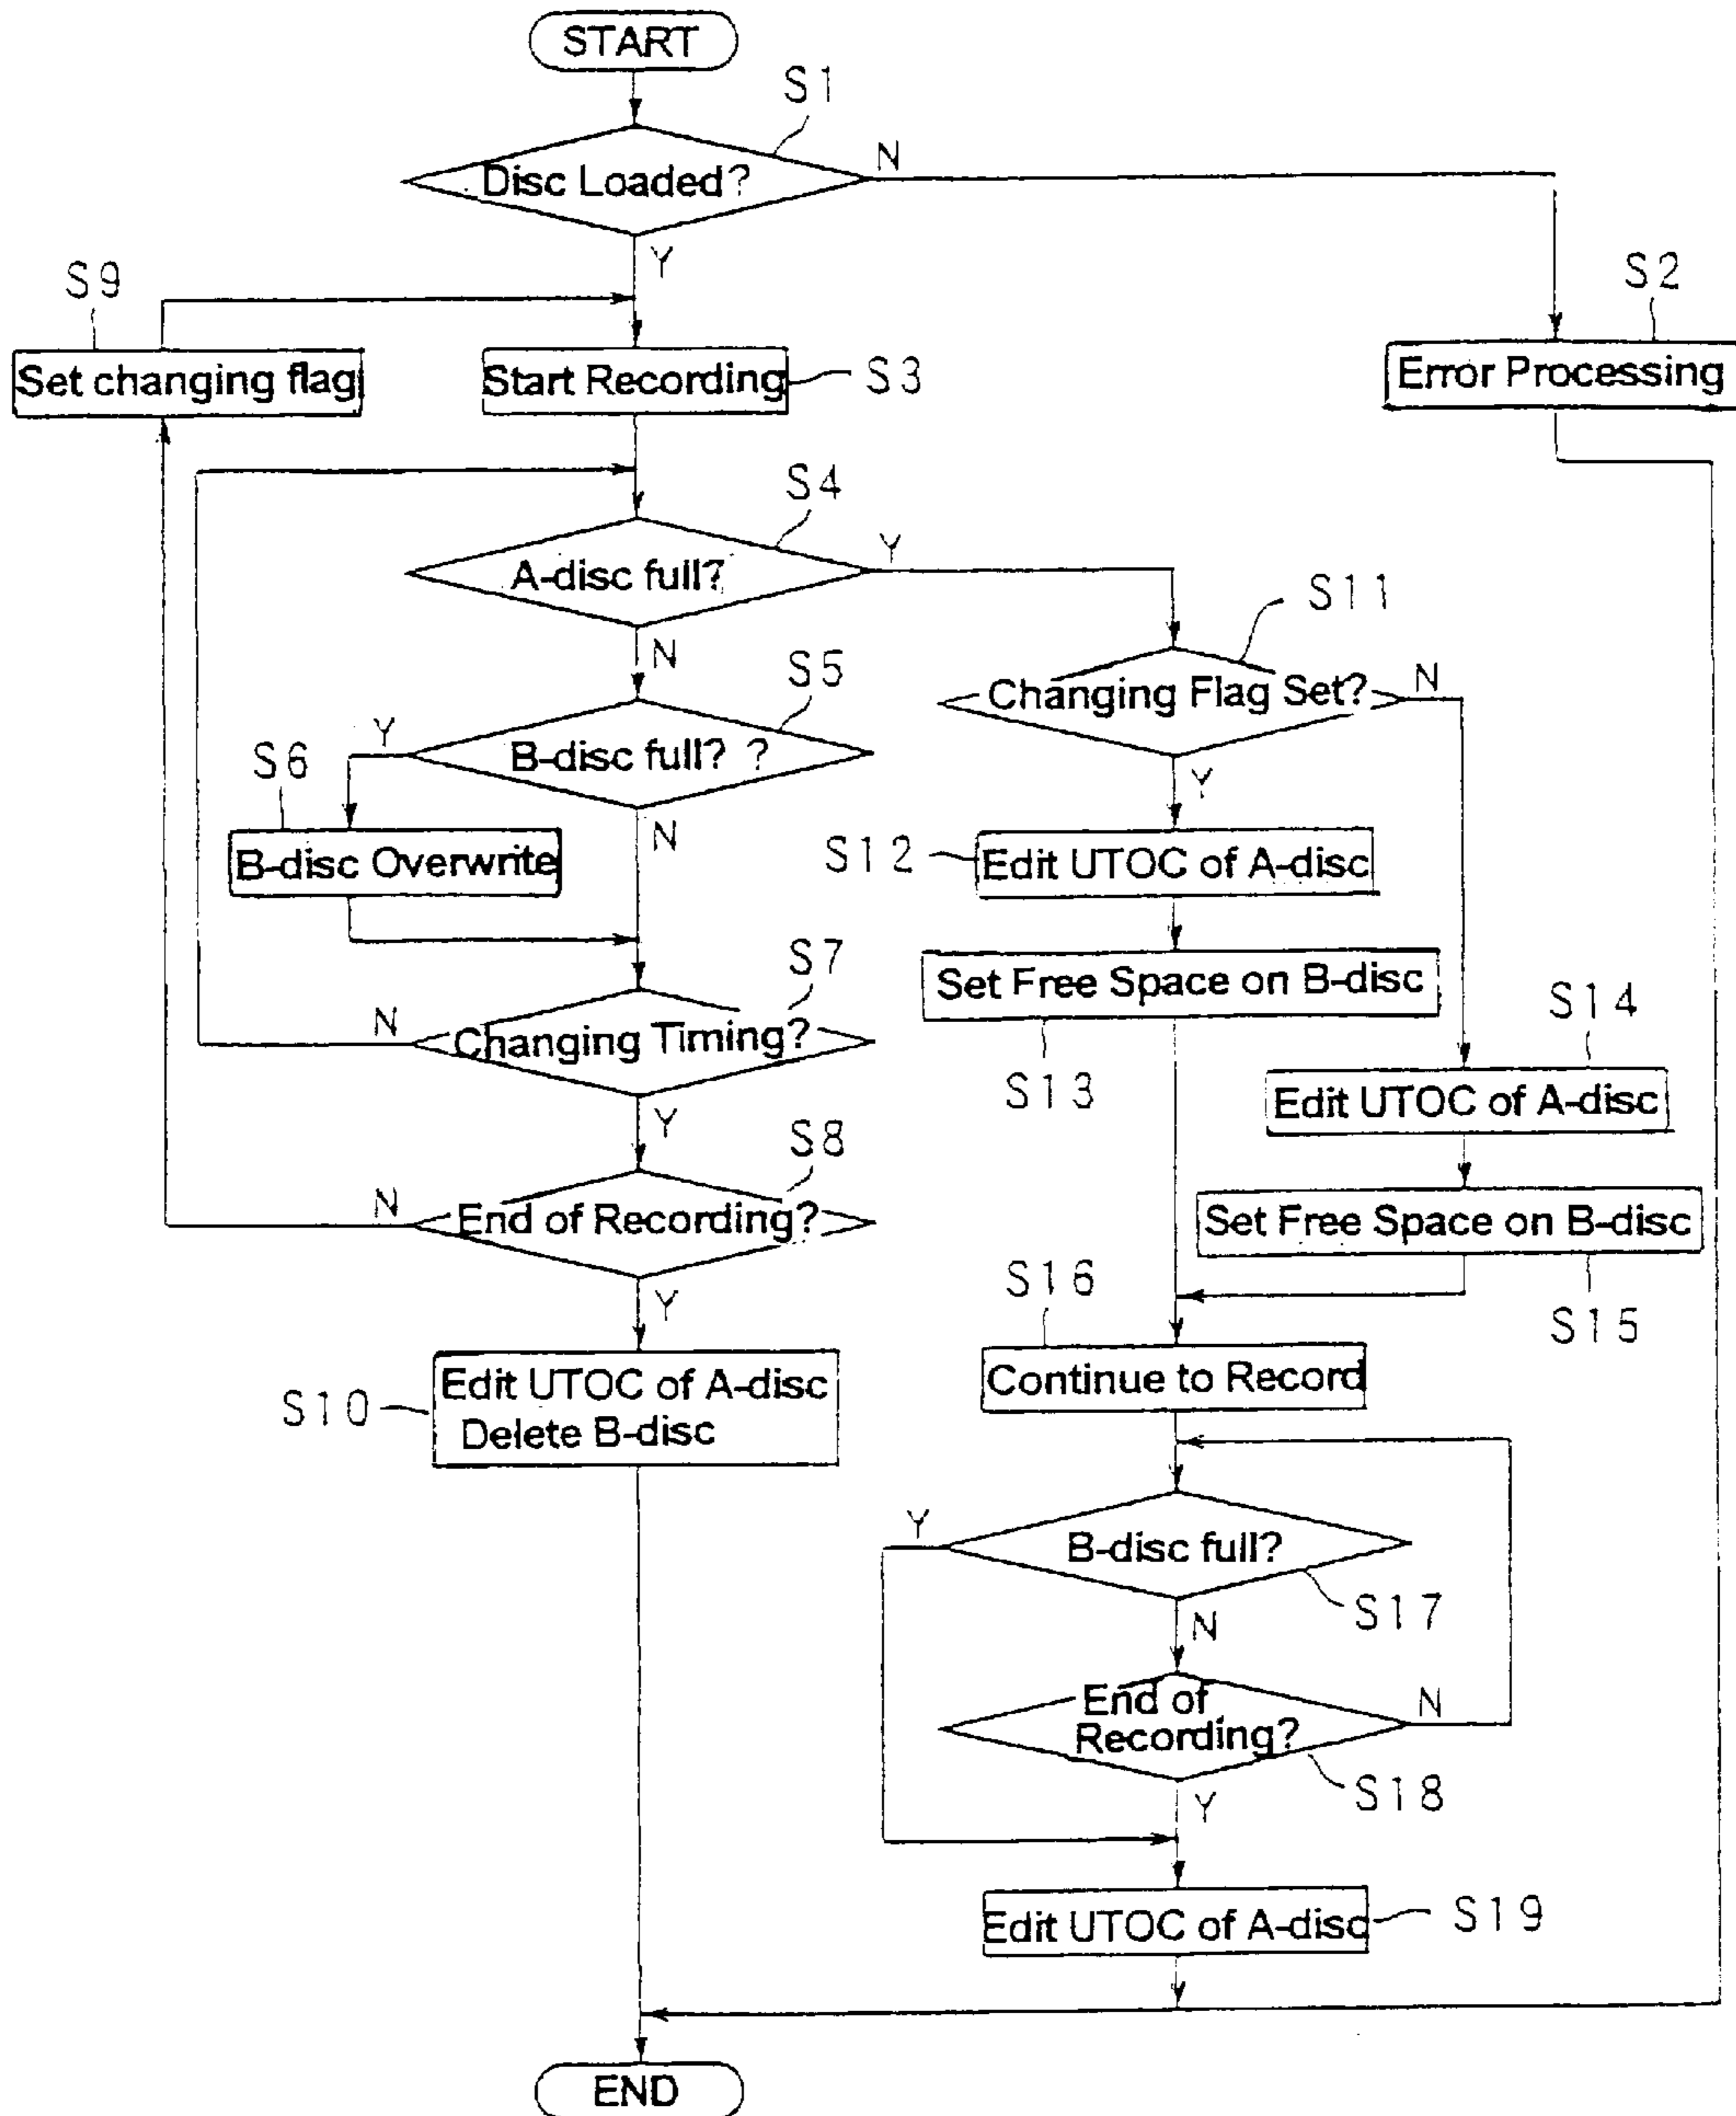 START
S1
Disc Loaded?
N
Y
S9
S2
Set changing flag
Start Recording
S3
Error Processing
S4
A-disc full?
Y
N
S11
S5
Changing Flag Set?
N
Y
B-disc full? ?
S6
N
Y
B-disc Overwrite
S12
Edit UTOC of A-disc
S7
Set Free Space on B-disc
N
Changing Timing?
S14
S13
Edit UTOC of A-disc
Y
S8
N
End of Recording?
Set Free Space on B-disc
S16
S15
Y
Continue to Record
S10
Edit UTOC of A-disc
Delete B-disc
Y
B-disc full?
S17
N
End of
Recording?
N
S18
Y
Edit UTOC of A-disc
S19
END